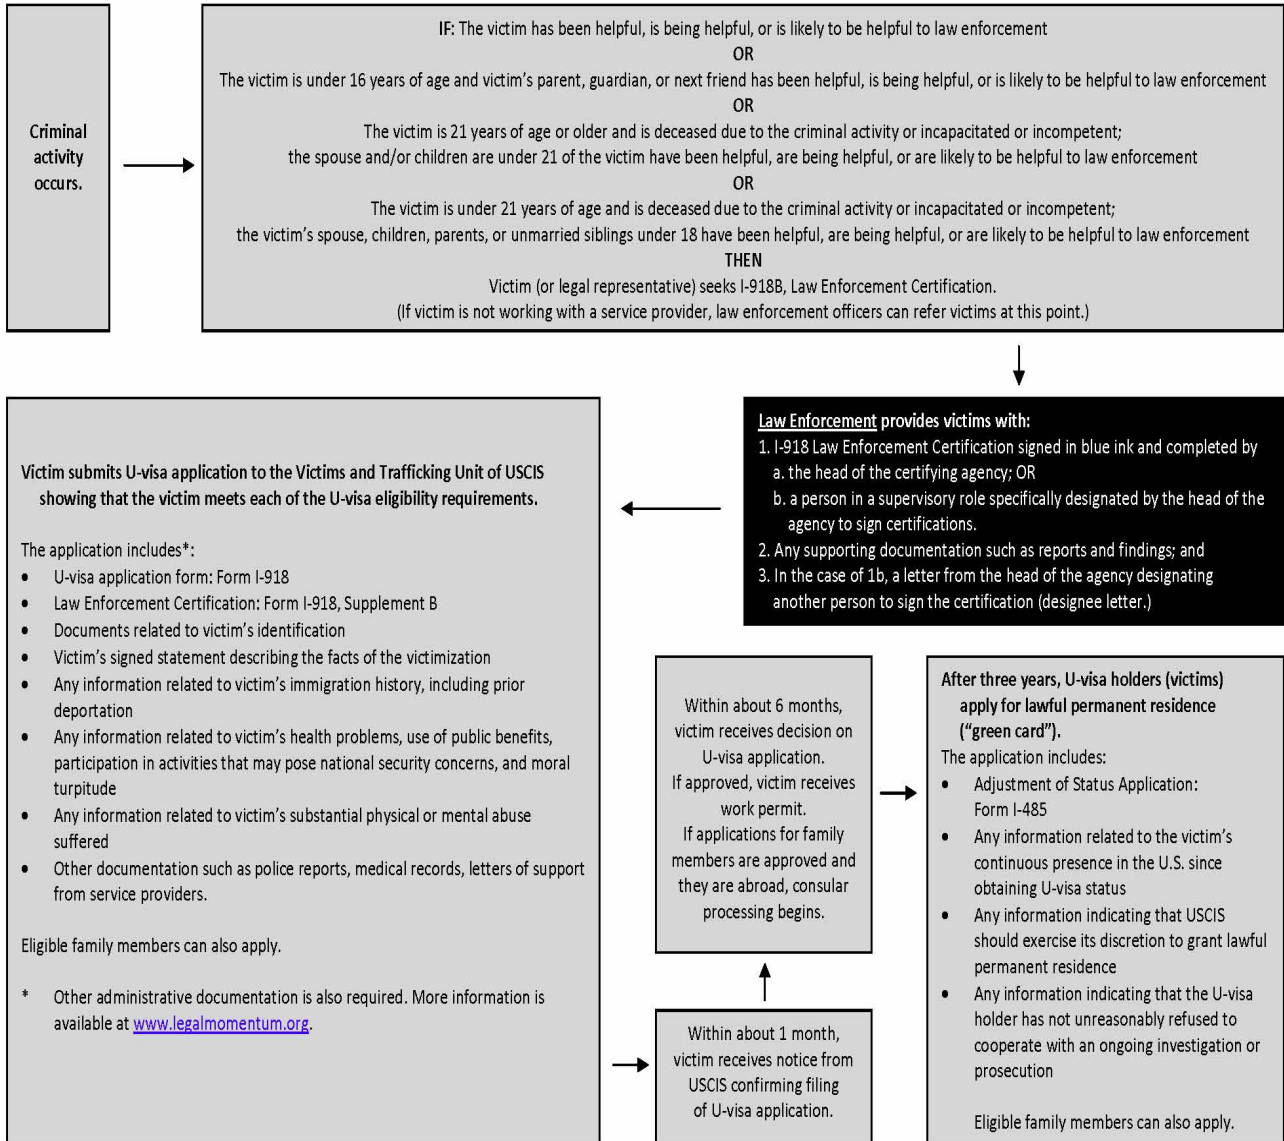 Criminal
activity
occurs.
IF: The victim has been helpful, is being helpful, or is likely to be helpful to law enforcement
OR
The victim is under 16 years of age and victim's parent, guardian, or next friend has been helpful, is being helpful, or is likely to be helpful to law enforcement
OR
The victim is 21 years of age or older and is deceased due to the criminal activity or incapacitated or incompetent;
the spouse and/or children are under 21 of the victim have been helpful, are being helpful, or are likely to be helpful to law enforcement
OR
The victim is under 21 years of age and is deceased due to the criminal activity or incapacitated or incompetent;
the victim's spouse, children, parents, or unmarried siblings under 18 have been helpful, are being helpful, or are likely to be helpful to law enforcement
THEN
Victim (or legal representative) seeks I-918B, Law Enforcement Certification.
(If victim is not working with a service provider, law enforcement officers can refer victims at this point.)
Law Enforcement provides victims with:
1. I-918 Law Enforcement Certification signed in blue ink and completed by
a. the head of the certifying agency; OR
b. a person in a supervisory role specifically designated by the head of the
agency to sign certifications.
2. Any supporting documentation such as reports and findings; and
3. In the case of 1b, a letter from the head of the agency designating
another person to sign the certification (designee letter.)
Victim submits U-visa application to the Victims and Trafficking Unit of USCIS
showing that the victim meets each of the U-visa eligibility requirements.
The application includes*:
• U-visa application form: Form I-918
• Law Enforcement Certification: Form I-918, Supplement B
• Documents related to victim's identification
• Victim's signed statement describing the facts of the victimization
• Any information related to victim's immigration history, including prior
deportation
• Any information related to victim's health problems, use of public benefits,
participation in activities that may pose national security concerns, and moral
turpitude
• Any information related to victim's substantial physical or mental abuse
suffered
• Other documentation such as police reports, medical records, letters of support
from service providers.
Eligible family members can also apply.
* Other administrative documentation is also required. More information is
available at www.legalmomentum.org.
Within about 1 month,
victim receives notice from
USCIS confirming filing
of U-visa application.
Within about 6 months,
victim receives decision on
U-visa application.
If approved, victim receives
work permit.
If applications for family
members are approved and
they are abroad, consular
processing begins.
After three years, U-visa holders (victims)
apply for lawful permanent residence
("green card").
The application includes:
• Adjustment of Status Application:
Form I-485
• Any information related to the victim's
continuous presence in the U.S. since
obtaining U-visa status
• Any information indicating that USCIS
should exercise its discretion to grant lawful
permanent residence
• Any information indicating that the U-visa
holder has not unreasonably refused to
cooperate with an ongoing investigation or
prosecution
Eligible family members can also apply.